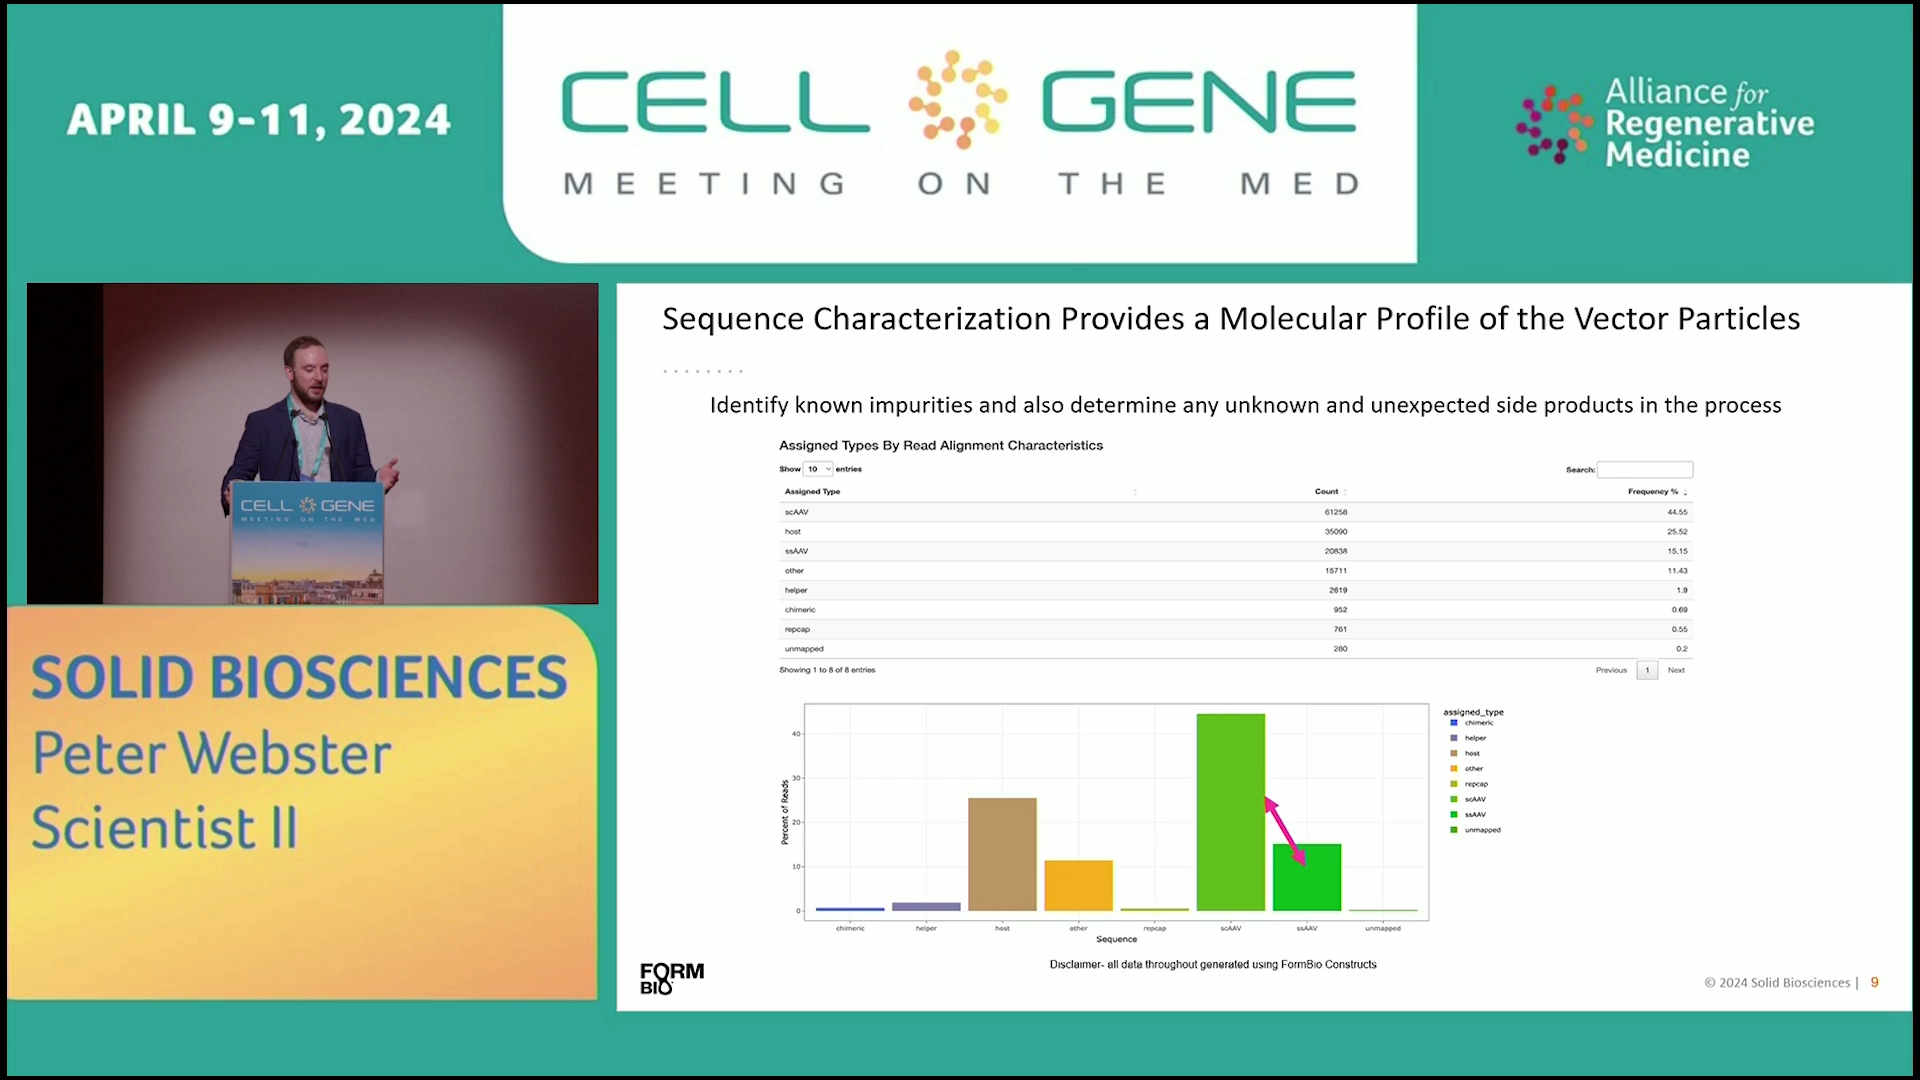 APRIL 9-11, 2024
CELL GENE
MEETING ON THE MED
Alliance for
Regenerative
Medicine
CELL GENE
MEETING ON THE MED
SOLID BIOSCIENCES
Peter Webster
Scientist II
Sequence Characterization Provides a Molecular Profile of the Vector Particles
Identify known impurities and also determine any unknown and unexpected side products in the process
Assigned Types By Read Alignment Characteristics
Show 10 entries
Search:
Assigned Type Count Frequency %
scAAV 61258 44.55
host 35090 25.52
ssAAV 20838 15.15
other 15711 11.43
helper 2619 1.9
chimeric 952 0.69
repcap 761 0.55
unmapped 280 0.2
Showing 1 to 8 of 8 entries
Previous 1 Next
Percent of Reads
40
30
20
10
0
chimeric helper host other repcap scAAV ssAAV unmapped
Sequence
assigned_type
chimeric
helper
host
other
repcap
scAAV
ssAAV
unmapped
Disclaimer- all data throughout generated using FormBio Constructs
FORM
BIO
© 2024 Solid Biosciences | 9